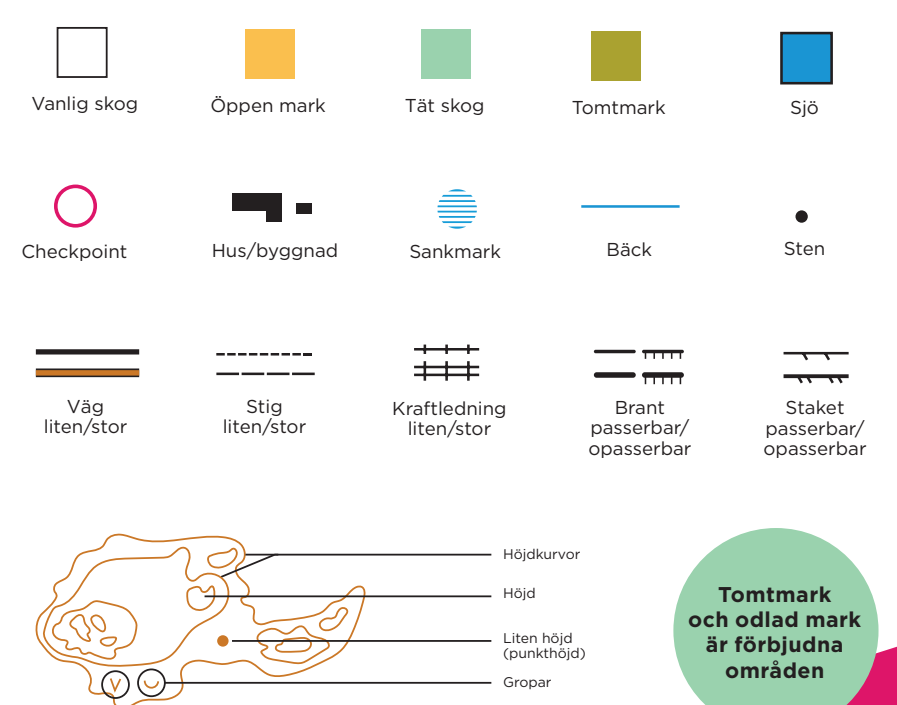 Vanlig skog
Öppen mark
Tät skog
Tomtmark
Sjö
Checkpoint
Hus/byggnad
Sankmark
Bäck
Sten
Väg
liten/stor
Stig
liten/stor
Kraftledning
liten/stor
Brant
passerbar/
opasserbar
Staket
passerbar/
opasserbar
Höjdkurvor
Höjd
Liten höjd
(punkthöjd)
Gropar
Tomtmark
och odlad mark
är förbjudna
områden